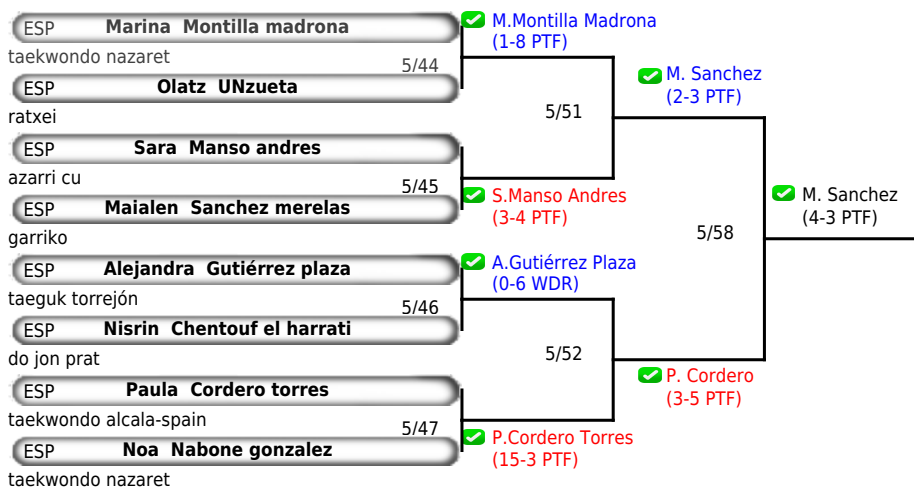 ESP Marina Montilla madrona
taekwondo nazaret
5/44
ESP Olatz UNzueta
ratxei
ESP Sara Manso andres
azarri cu
5/45
ESP Maialen Sanchez merelas
garriko
ESP Alejandra Gutiérrez plaza
taeguk torrejón
5/46
ESP Nisrin Chentouf el harrati
do jon prat
ESP Paula Cordero torres
taekwondo alcala-spain
5/47
ESP Noa Nabone gonzalez
taekwondo nazaret
M.Montilla Madrona
(1-8 PTF)
5/51
S.Manso Andres
(3-4 PTF)
A.Gutiérrez Plaza
(0-6 WDR)
5/52
P.Cordero Torres
(15-3 PTF)
M. Sanchez
(2-3 PTF)
5/58
P. Cordero
(3-5 PTF)
M. Sanchez
(4-3 PTF)